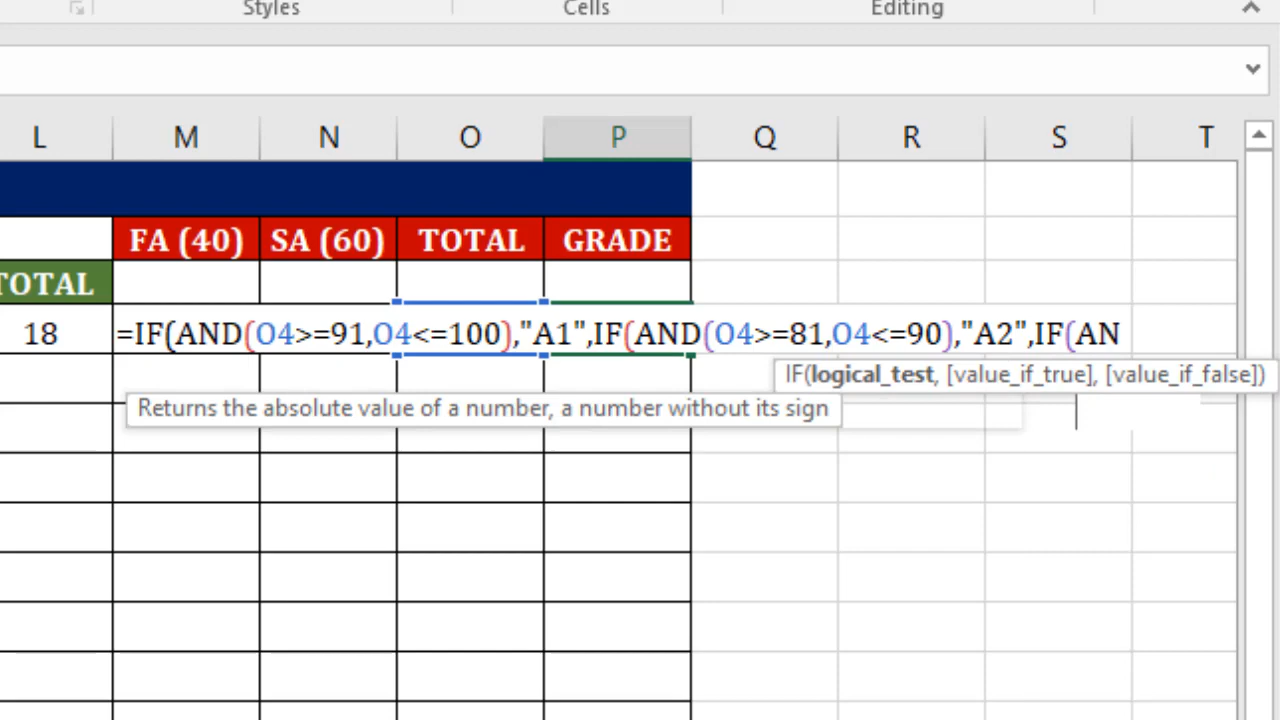 Styles Cells Editing
L M N O P Q R S T
FA (40) SA (60) TOTAL GRADE
TOTAL
18 =IF(AND(O4>=91,O4<=100),"A1",IF(AND(O4>=81,O4<=90),"A2",IF(AN
IF(logical_test, [value_if_true], [value_if_false])
Returns the absolute value of a number, a number without its sign